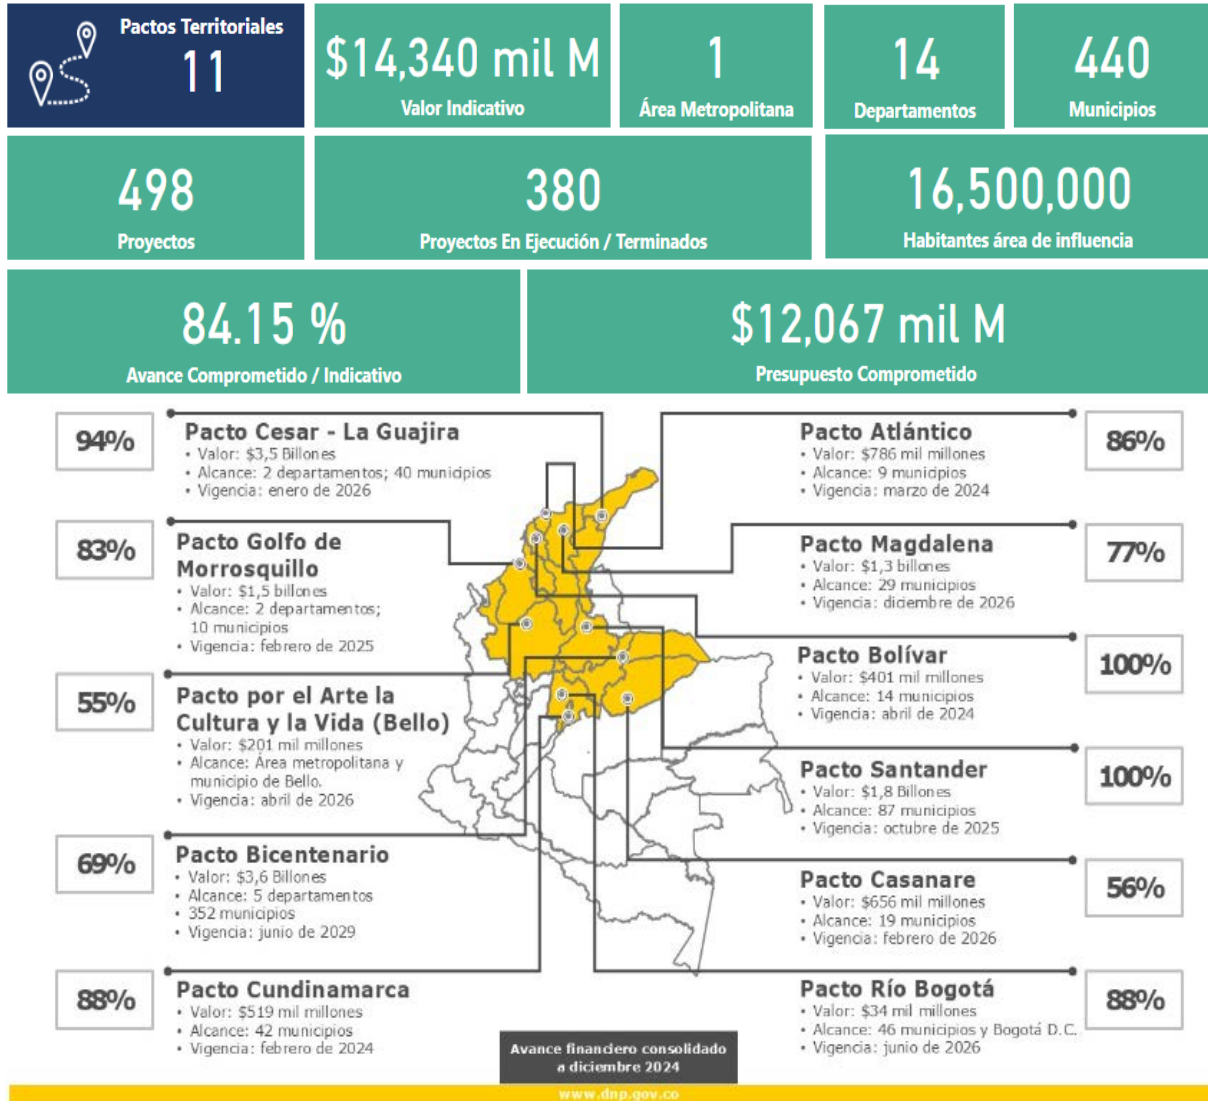 Pactos Territoriales
11
$14,340 mil M
Valor Indicativo
1
Área Metropolitana
14
Departamentos
440
Municipios
498
Proyectos
380
Proyectos En Ejecución / Terminados
16,500,000
Habitantes área de influencia
84.15 %
Avance Comprometido / Indicativo
$12,067 mil M
Presupuesto Comprometido
94%
Pacto Cesar - La Guajira
• Valor: $3,5 Billones
• Alcance: 2 departamentos; 40 municipios
• Vigencia: enero de 2026
83%
Pacto Golfo de
Morrosquillo
• Valor: $1,5 billones
• Alcance: 2 departamentos;
10 municipios
• Vigencia: febrero de 2025
55%
Pacto por el Arte la
Cultura y la Vida (Bello)
• Valor: $201 mil millones
• Alcance: Área metropolitana y
municipio de Bello.
• Vigencia: abril de 2026
69%
Pacto Bicentenario
• Valor: $3,6 Billones
• Alcance: 5 departamentos
• 352 municipios
• Vigencia: junio de 2029
88%
Pacto Cundinamarca
• Valor: $519 mil millones
• Alcance: 42 municipios
• Vigencia: febrero de 2024
Pacto Atlántico
• Valor: $786 mil millones
• Alcance: 9 municipios
• Vigencia: marzo de 2024
86%
Pacto Magdalena
• Valor: $1,3 billones
• Alcance: 29 municipios
• Vigencia: diciembre de 2026
77%
Pacto Bolívar
• Valor: $401 mil millones
• Alcance: 14 municipios
• Vigencia: abril de 2024
100%
Pacto Santander
• Valor: $1,8 Billones
• Alcance: 87 municipios
• Vigencia: octubre de 2025
100%
Pacto Casanare
• Valor: $656 mil millones
• Alcance: 19 municipios
• Vigencia: febrero de 2026
56%
Pacto Río Bogotá
• Valor: $34 mil millones
• Alcance: 46 municipios y Bogotá D.C.
• Vigencia: junio de 2026
88%
Avance financiero consolidado
a diciembre 2024
www.dnp.gov.co